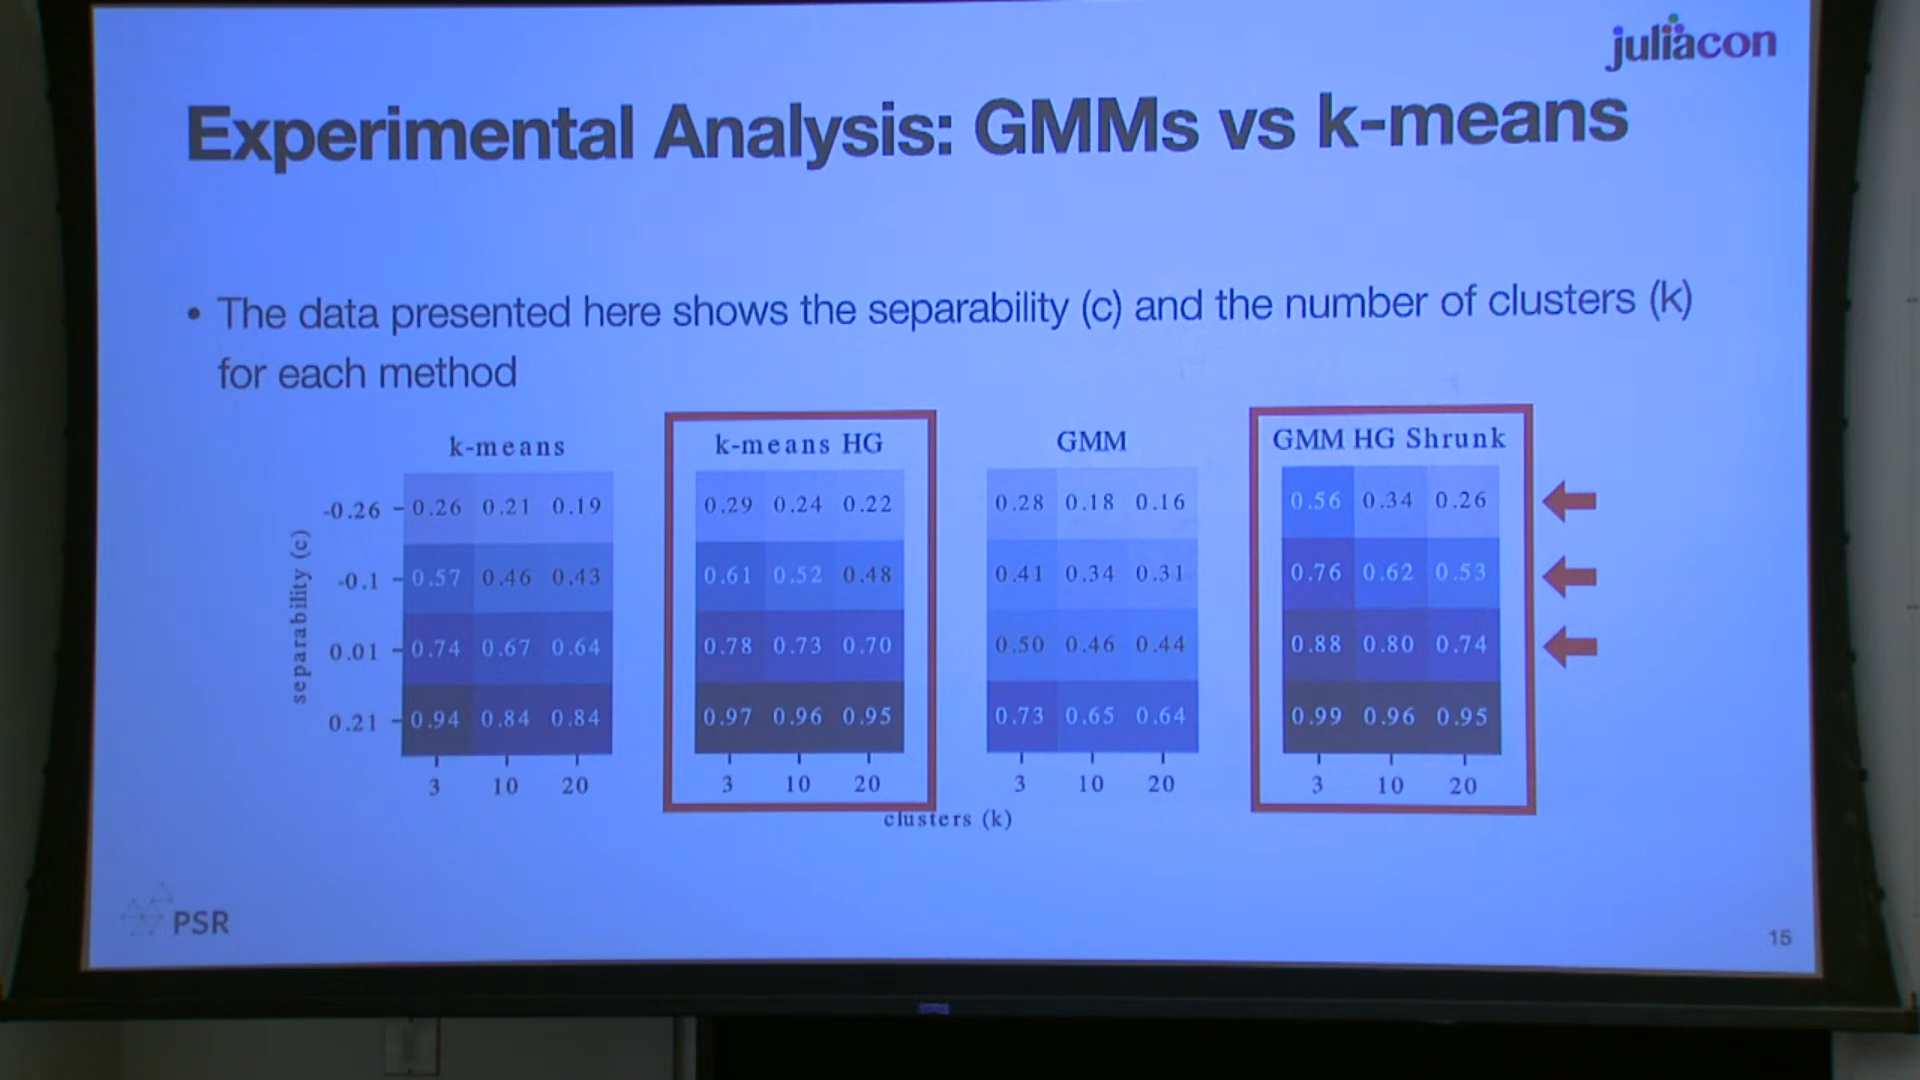 juliacon
Experimental Analysis: GMMs vs k-means
• The data presented here shows the separability (c) and the number of clusters (k)
for each method
k-means
k-means HG
GMM
GMM HG Shrunk
separability (c)
-0.26 0.26 0.21 0.19 0.29 0.24 0.22 0.28 0.18 0.16 0.56 0.34 0.26
-0.1 0.57 0.46 0.43 0.61 0.52 0.48 0.41 0.34 0.31 0.76 0.62 0.53
0.01 0.74 0.67 0.64 0.78 0.73 0.70 0.50 0.46 0.44 0.88 0.80 0.74
0.21 0.94 0.84 0.84 0.97 0.96 0.95 0.73 0.65 0.64 0.99 0.96 0.95
3 10 20 3 10 20 3 10 20 3 10 20
clusters (k)
PSR
15